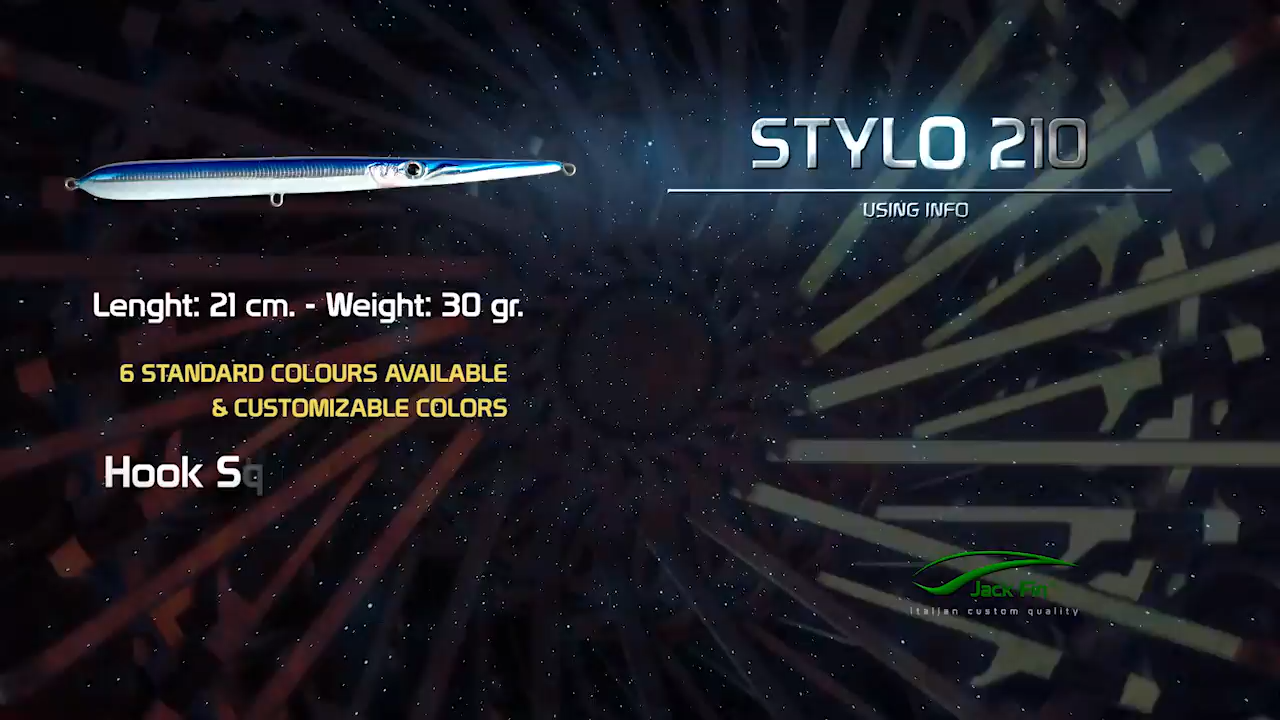 STYLO 210
USING INFO
Lenght: 21 cm. - Weight: 30 gr.
6 STANDARD COLOURS AVAILABLE
& CUSTOMIZABLE COLORS
Hook
Jack Fin
Italian custom quality